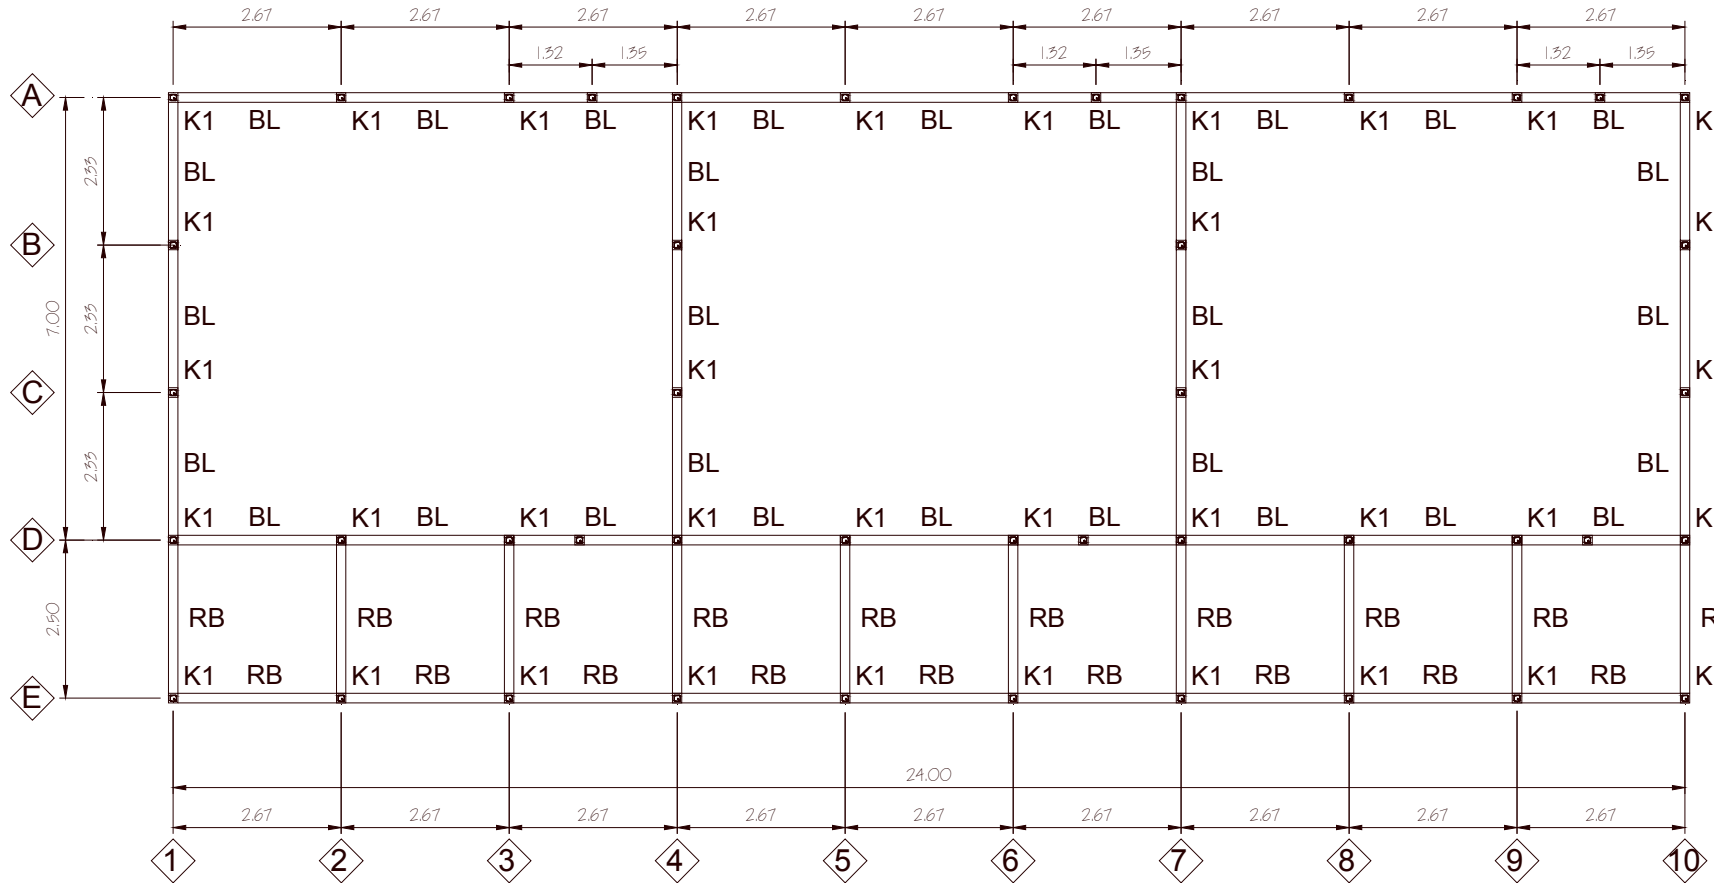 2.67 2.67 2.67 2.67 2.67 2.67 2.67 2.67 2.67
1.32 1.35 1.32 1.35 1.32 1.35
A
K1 BL K1 BL K1 BL K1 BL K1 BL K1 BL K1 BL K1 BL K1 BL K
2.33 BL BL BL BL
K1 K1 K1 K
B
7.00 2.33 BL BL BL BL
K1 K1 K1 K
C
2.33 BL BL BL BL
K1 BL K1 BL K1 BL K1 BL K1 BL K1 BL K1 BL K1 BL K1 BL K
D
2.50 RB RB RB RB RB RB RB RB RB R
K1 RB K1 RB K1 RB K1 RB K1 RB K1 RB K1 RB K1 RB K1 RB K
E
24.00
2.67 2.67 2.67 2.67 2.67 2.67 2.67 2.67 2.67
1 2 3 4 5 6 7 8 9 10